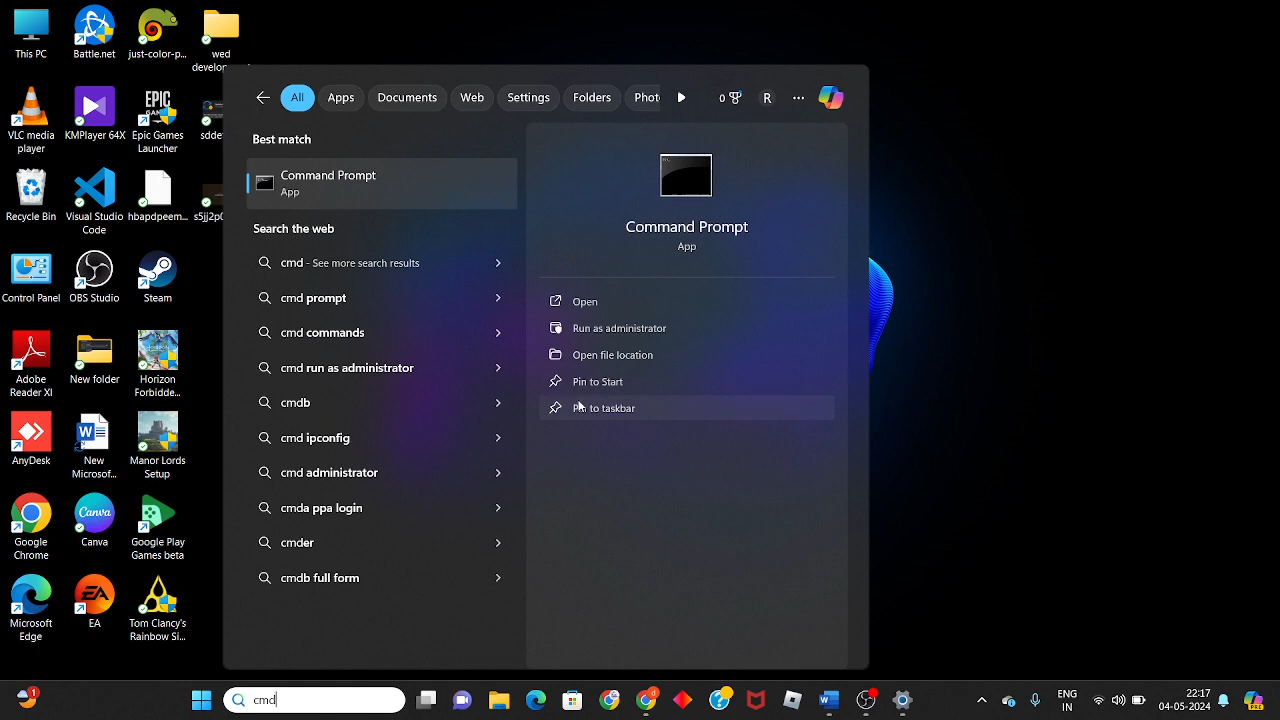 This PC
Battle.net
just-color-p...
wed
develop
VLC media
player
KMPlayer 64X
Epic Games
Launcher
sddef
Recycle Bin
Visual Studio
Code
hbapdpeem...
s5jj2p0
Control Panel
OBS Studio
Steam
Adobe
Reader XI
New folder
Horizon
Forbidde...
AnyDesk
New
Microsof...
Manor Lords
Setup
Google
Chrome
Canva
Google Play
Games beta
Microsoft
Edge
EA
Tom Clancy's
Rainbow Si...
All
Apps
Documents
Web
Settings
Folders
Phot
0
R
Best match
Command Prompt
App
Search the web
cmd - See more search results
cmd prompt
cmd commands
cmd run as administrator
cmdb
cmd ipconfig
cmd administrator
cmda ppa login
cmder
cmdb full form
Command Prompt
App
Open
Run as administrator
Open file location
Pin to Start
Pin to taskbar
1
cmd
ENG
IN
22:17
04-05-2024